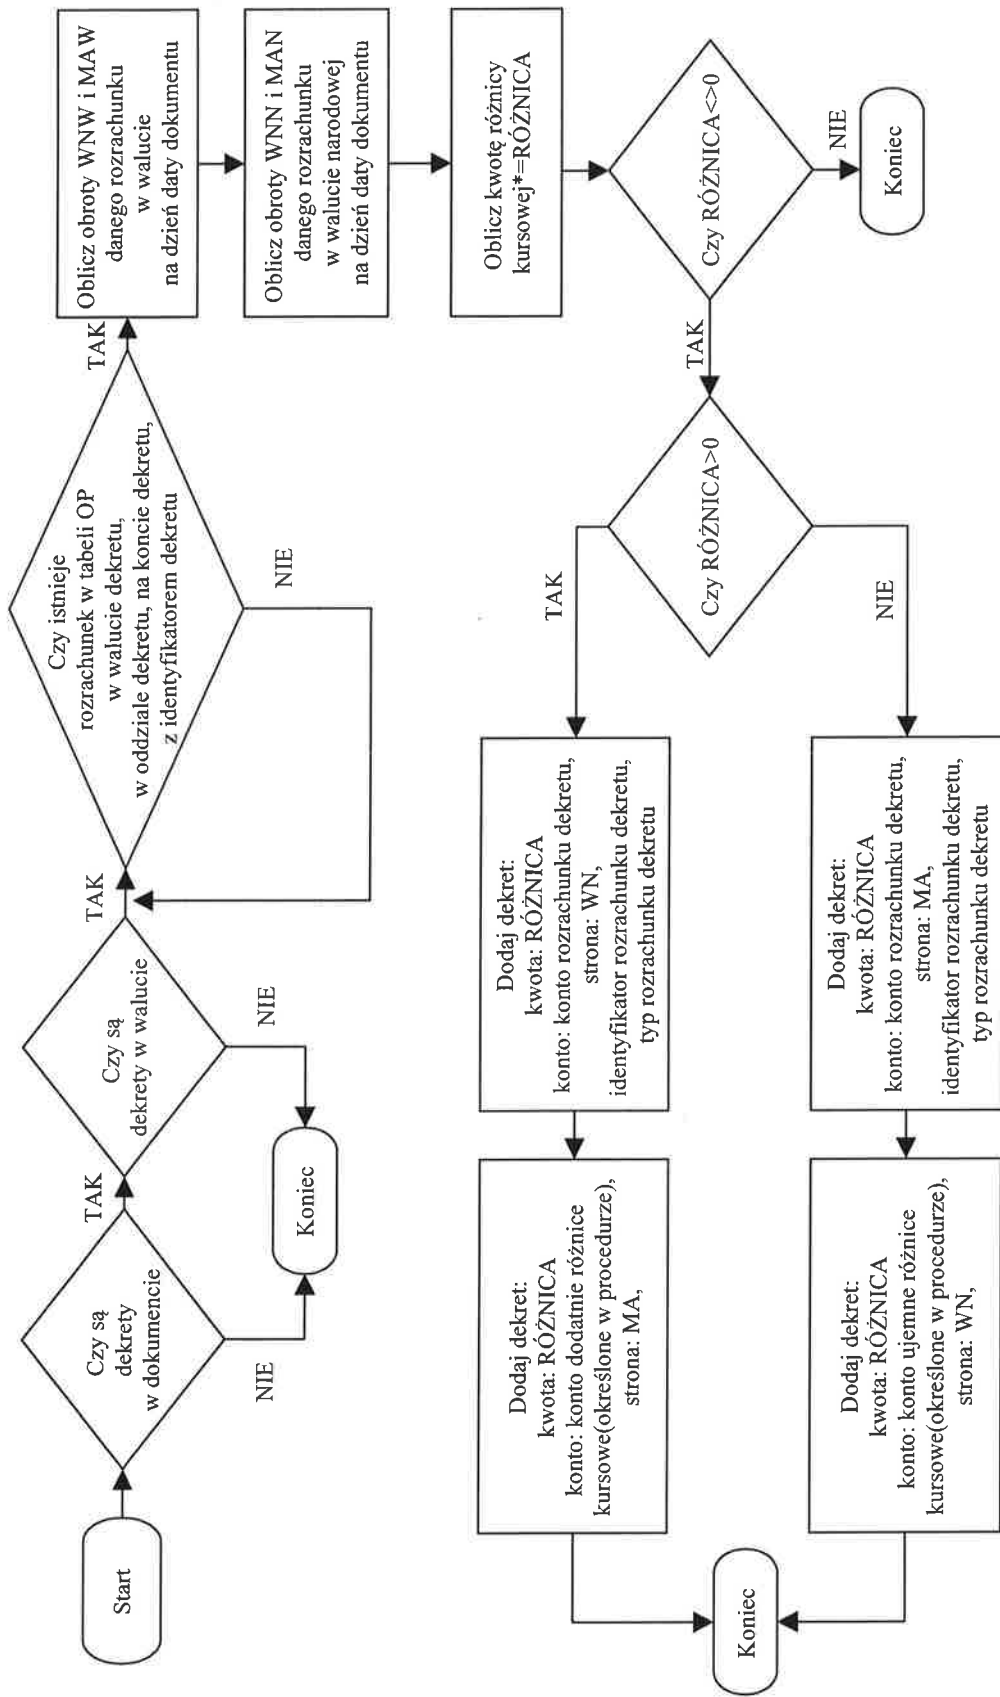 Start
Czy są
dekrety
w dokumencie
TAK
NIE
Czy są
dekrety w walucie
TAK
NIE
Koniec
Czy istnieje
rozrachunek w tabeli OP
w walucie dekretu,
w oddziale dekretu, na koncie dekretu,
z identyfikatorem dekretu
TAK
NIE
Oblicz obroty WNW i MAW
danego rozrachunku
w walucie
na dzień daty dokumentu
Oblicz obroty WNN i MAN
danego rozrachunku
w walucie narodowej
na dzień daty dokumentu
Oblicz kwotę różnicy
kursowej*=RÓŻNICA
Czy RÓŻNICA<>0
NIE
Koniec
TAK
Czy RÓŻNICA>0
TAK
NIE
Dodaj dekret:
kwota: RÓŻNICA
konto: konto rozrachunku dekretu,
strona: WN,
identyfikator rozrachunku dekretu,
typ rozrachunku dekretu
Dodaj dekret:
kwota: RÓŻNICA
konto: konto dodatnie różnice
kursowe(określone w procedurze),
strona: MA,
Dodaj dekret:
kwota: RÓŻNICA
konto: konto rozrachunku dekretu,
strona: MA,
identyfikator rozrachunku dekretu,
typ rozrachunku dekretu
Dodaj dekret:
kwota: RÓŻNICA
konto: konto ujemne różnice
kursowe(określone w procedurze),
strona: WN,
Koniec